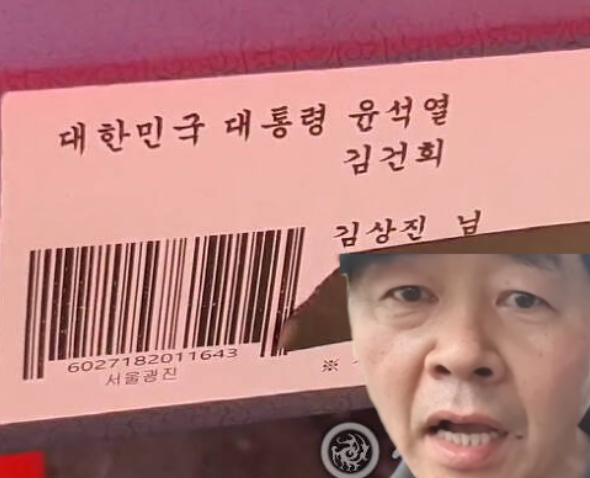 대한민국 대통령 윤석열
김건희
김상진 님
6027182011643
서울광진
※